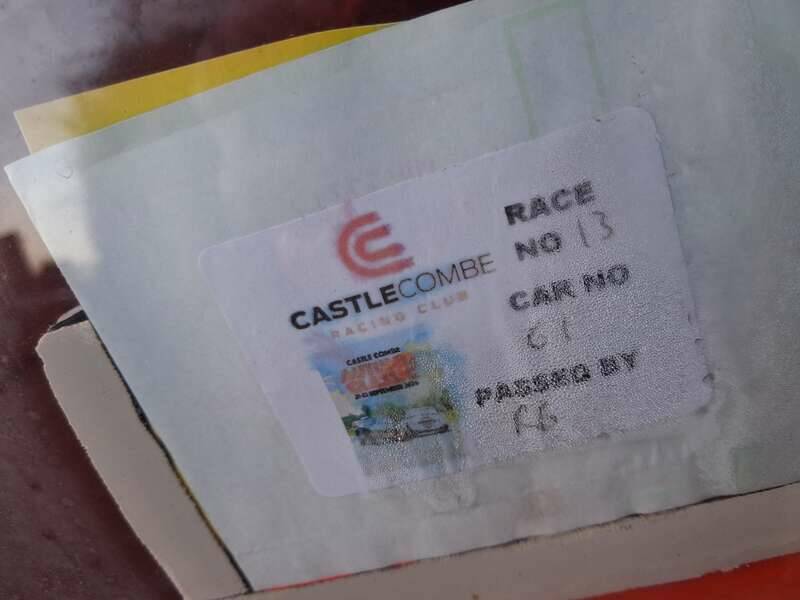 CASTLECOMBE
RACING CLUB
CASTLE COMBE
RACE
NO 13
CAR NO
61
PASSED BY